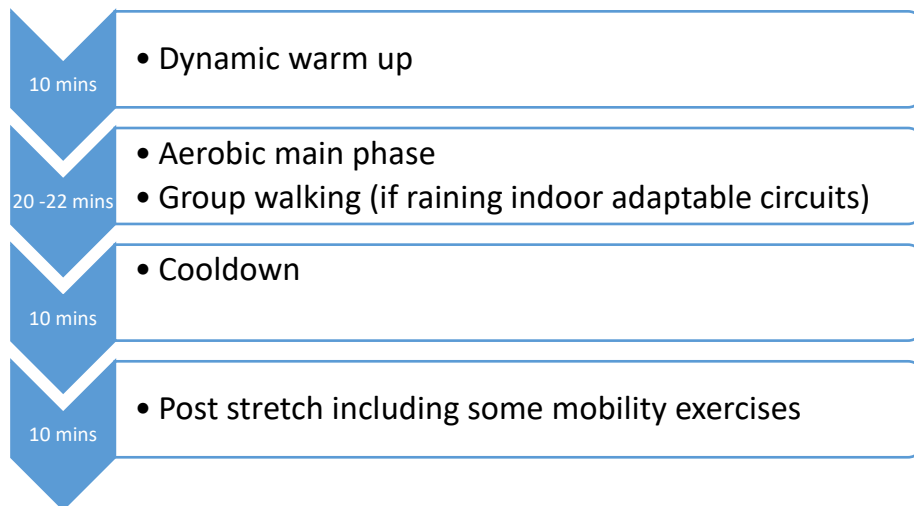 10 mins
• Dynamic warm up
20 -22 mins
• Aerobic main phase
• Group walking (if raining indoor adaptable circuits)
10 mins
• Cooldown
10 mins
• Post stretch including some mobility exercises